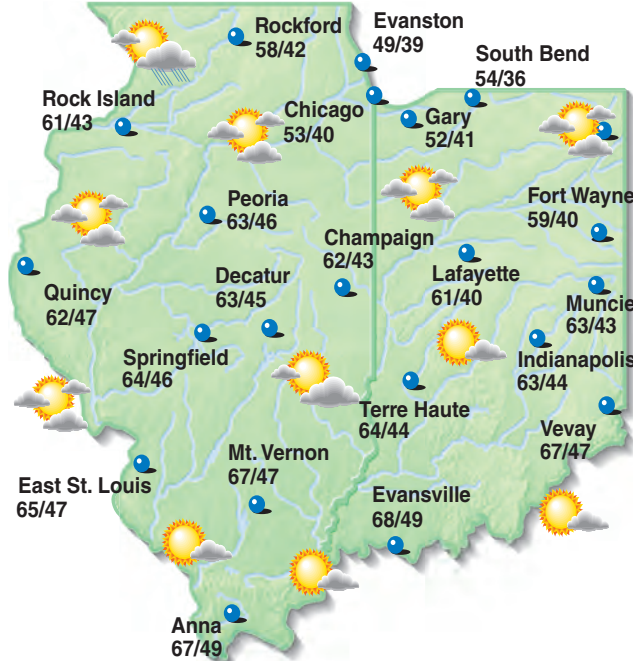 Rockford
58/42
Evanston
49/39
South Bend
54/36
Rock Island
61/43
Chicago
53/40
Gary
52/41
Peoria
63/46
Fort Wayne
59/40
Champaign
62/43
Lafayette
61/40
Quincy
62/47
Decatur
63/45
Muncie
63/43
Springfield
64/46
Indianapolis
63/44
Terre Haute
64/44
Vevay
67/47
East St. Louis
65/47
Mt. Vernon
67/47
Evansville
68/49
Anna
67/49